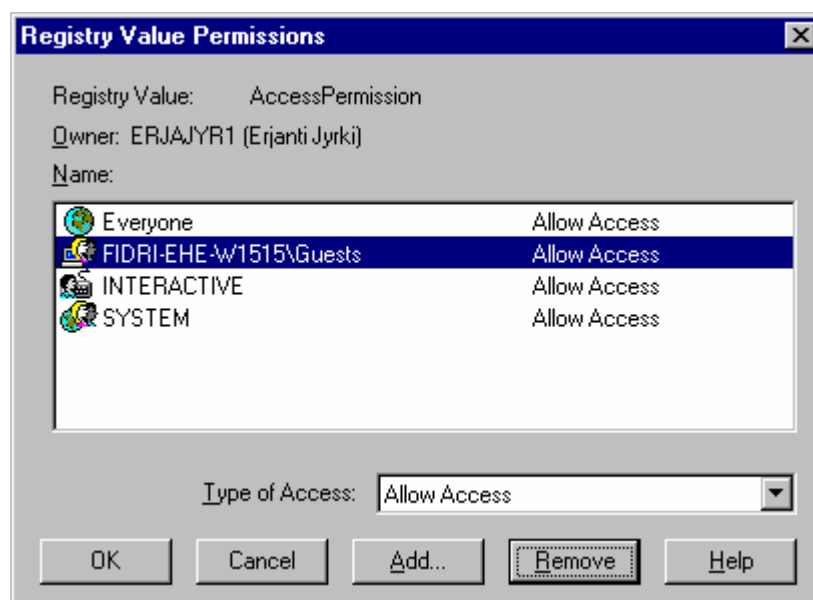 Registry Value Permissions
Registry Value: AccessPermission
Owner: ERJAJYR1 (Erjanti Jyrki)
Name:
Everyone Allow Access
FIDRI-EHE-W1515\Guests Allow Access
INTERACTIVE Allow Access
SYSTEM Allow Access
Type of Access: Allow Access
OK Cancel Add... Remove Help